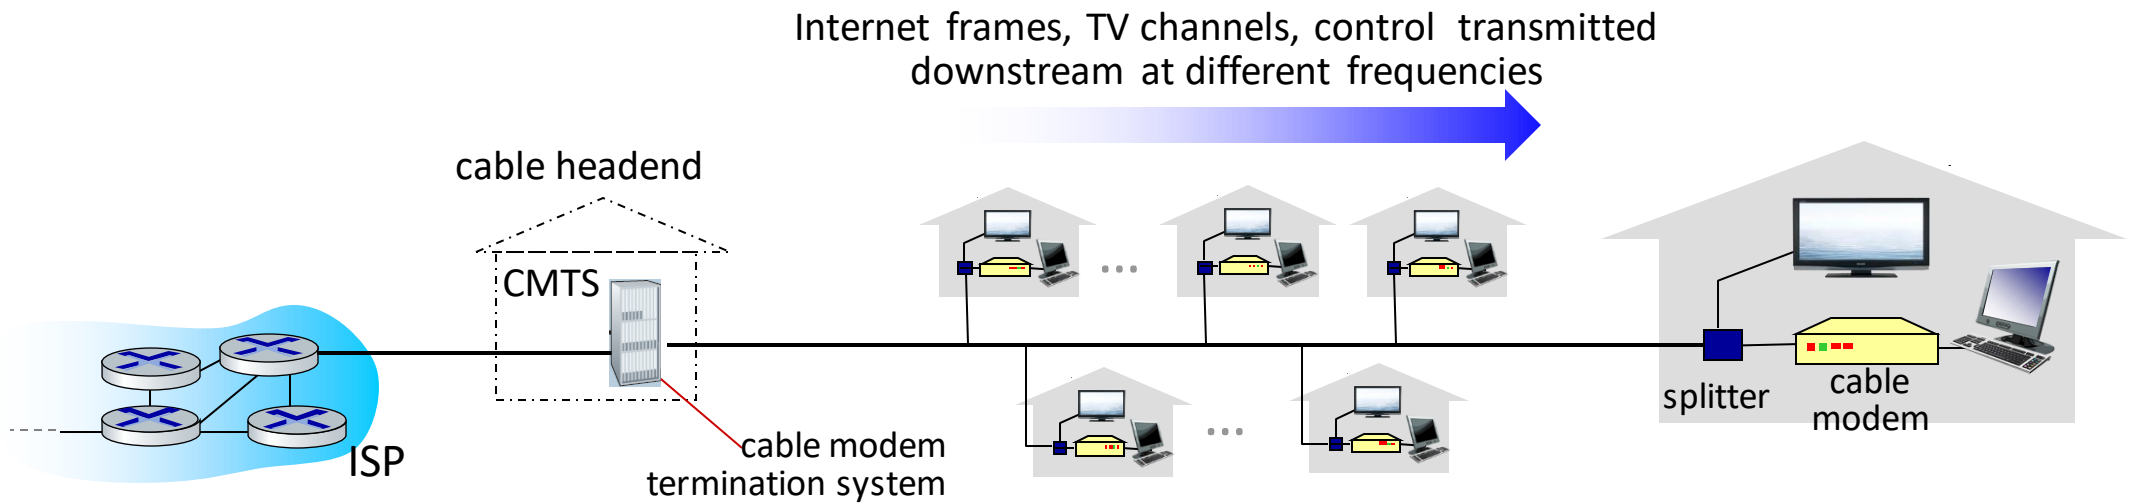 Internet frames, TV channels, control transmitted
downstream at different frequencies
cable headend
CMTS
ISP
cable modem
termination system
splitter
cable
modem